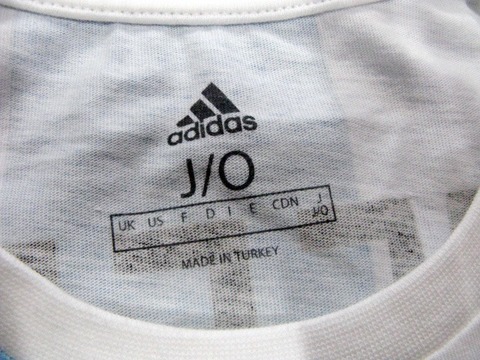 adidas
J/O
UK US F D I E CDN J
J/O
MADE IN TURKEY